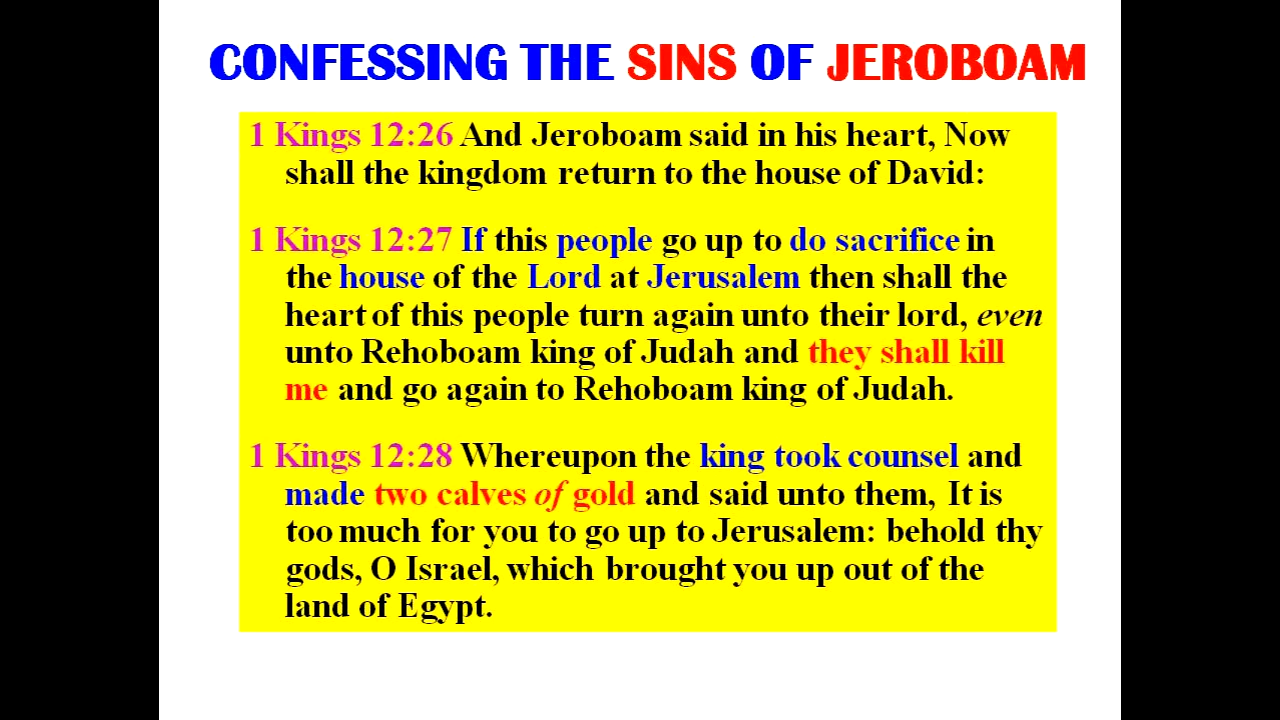 CONFESSING THE SINS OF JEROBOAM
1 Kings 12:26 And Jeroboam said in his heart, Now
shall the kingdom return to the house of David:
1 Kings 12:27 If this people go up to do sacrifice in
the house of the Lord at Jerusalem then shall the
heart of this people turn again unto their lord, even
unto Rehoboam king of Judah and they shall kill
me and go again to Rehoboam king of Judah.
1 Kings 12:28 Whereupon the king took counsel and
made two calves of gold and said unto them, It is
too much for you to go up to Jerusalem: behold thy
gods, O Israel, which brought you up out of the
land of Egypt.